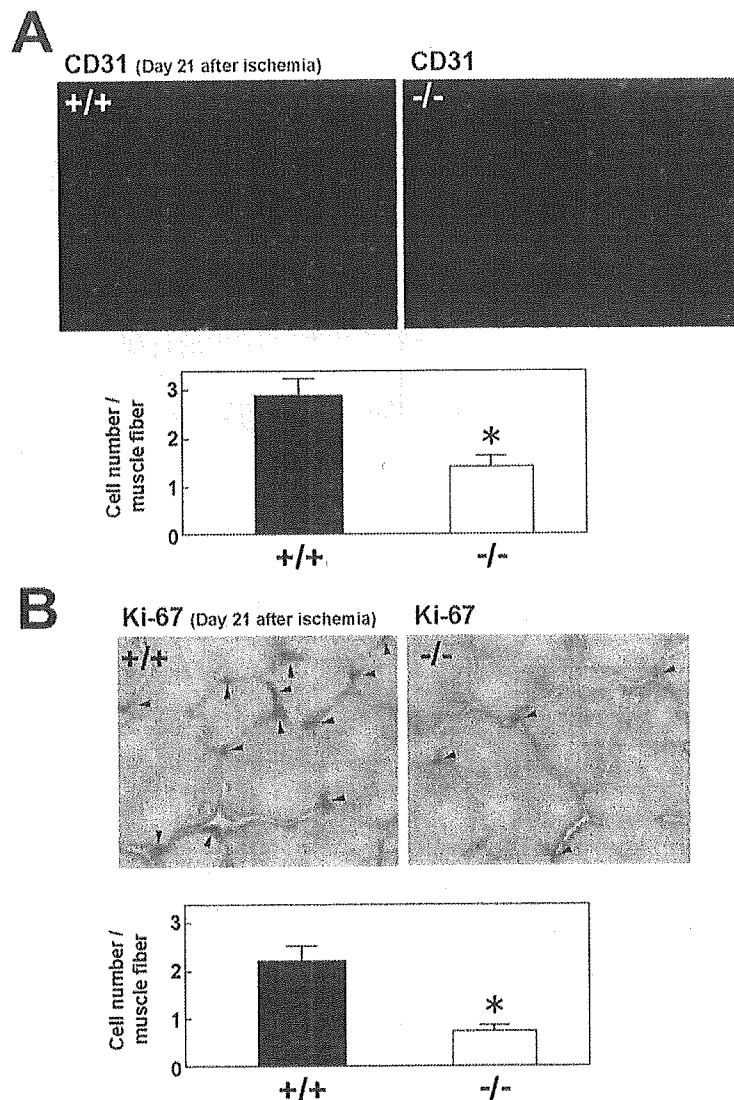 A
CD31 (Day 21 after ischemia) CD31
+/+ -/-
Cell number / muscle fiber
3
2
1
0
*
+/+ -/-
B
Ki-67 (Day 21 after ischemia) Ki-67
+/+ -/-
Cell number / muscle fiber
3
2
1
0
*
+/+ -/-